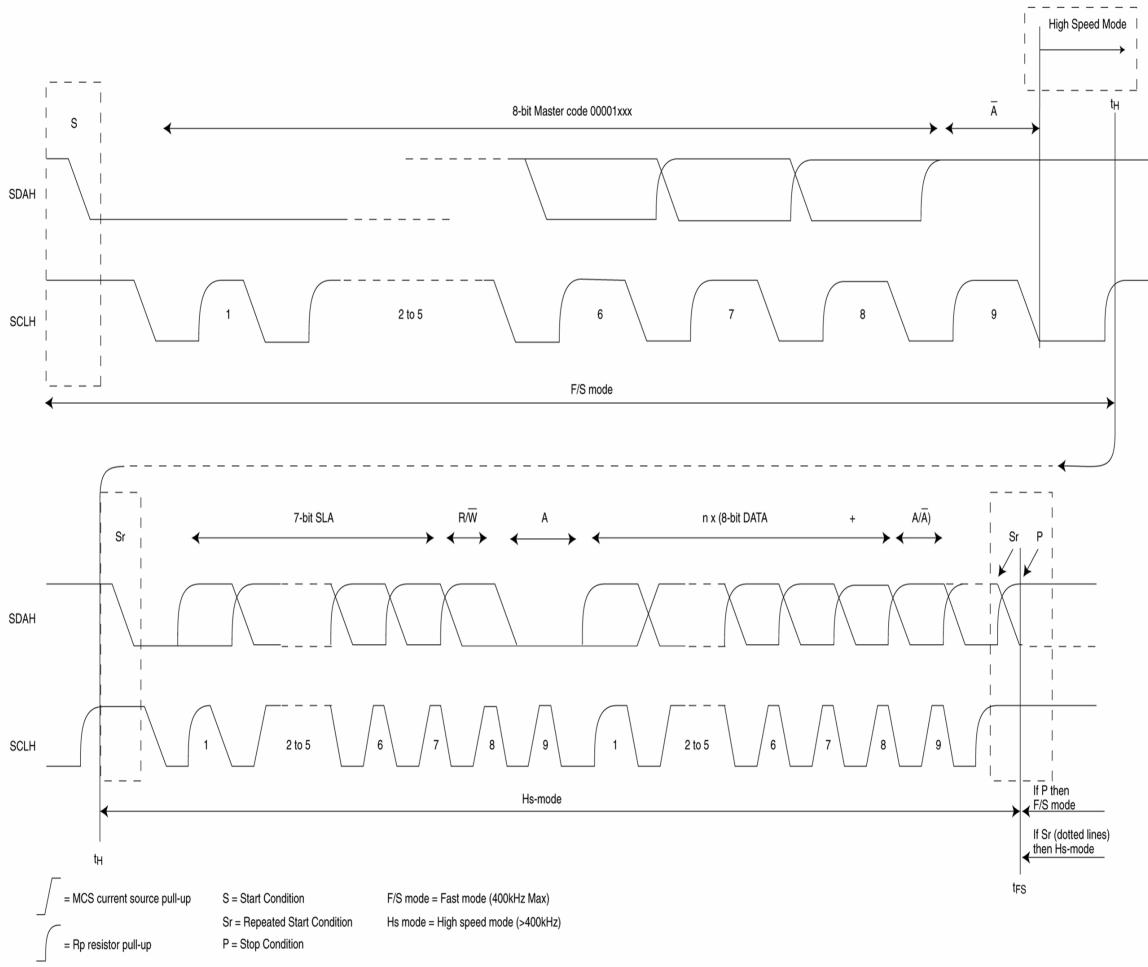 High Speed Mode
S
8-bit Master code 00001xxx
A̅
tH
SDAH
SCLH
1
2 to 5
6
7
8
9
F/S mode
Sr
7-bit SLA
R/W̅
A
n x (8-bit DATA
+
A/A̅)
Sr
P
SDAH
SCLH
1
2 to 5
6
7
8
9
1
2 to 5
6
7
8
9
Hs-mode
If P then
F/S mode
If Sr (dotted lines)
then Hs-mode
tH
tFS
= MCS current source pull-up
S = Start Condition
F/S mode = Fast mode (400kHz Max)
Sr = Repeated Start Condition
Hs mode = High speed mode (>400kHz)
= Rp resistor pull-up
P = Stop Condition